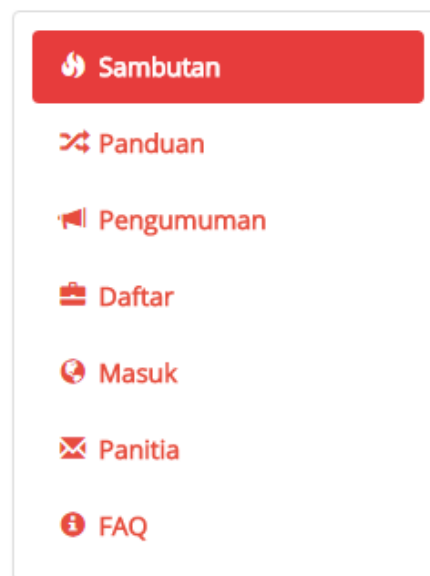 Sambutan
Panduan
Pengumuman
Daftar
Masuk
Panitia
FAQ